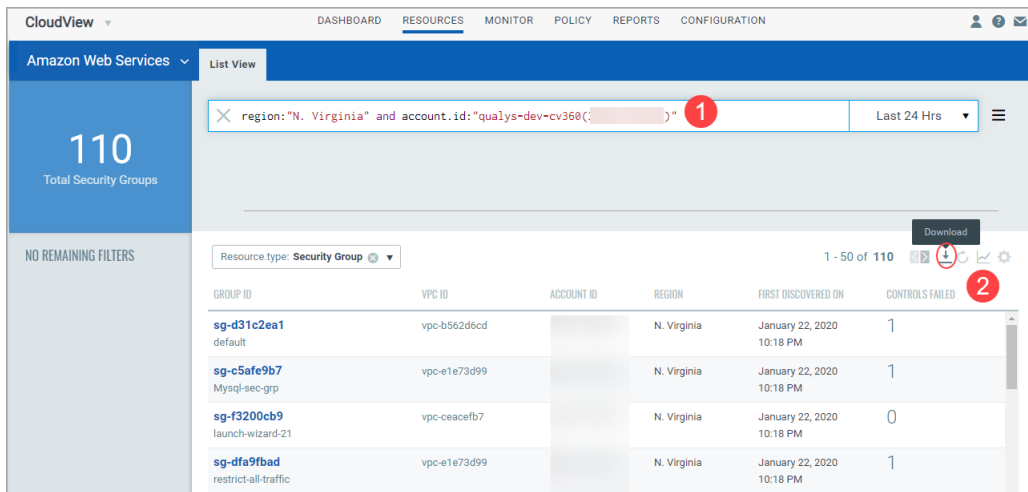 CloudView
DASHBOARD RESOURCES MONITOR POLICY REPORTS CONFIGURATION
Amazon Web Services
List View
region:"N. Virginia" and account.id:"qualys-dev-cv360( )"
1
Last 24 Hrs
110
Total Security Groups
Download
NO REMAINING FILTERS
Resource.type: Security Group
1 - 50 of 110
2
GROUP ID VPC ID ACCOUNT ID REGION FIRST DISCOVERED ON CONTROLS FAILED
sg-d31c2ea1 vpc-b562d6cd N. Virginia January 22, 2020 1
default 10:18 PM
sg-c5afe9b7 vpc-e1e73d99 N. Virginia January 22, 2020 1
Mysql-sec-grp 10:18 PM
sg-f3200cb9 vpc-ceacefb7 N. Virginia January 22, 2020 0
launch-wizard-21 10:18 PM
sg-dfa9fbad vpc-e1e73d99 N. Virginia January 22, 2020 1
restrict-all-traffic 10:18 PM